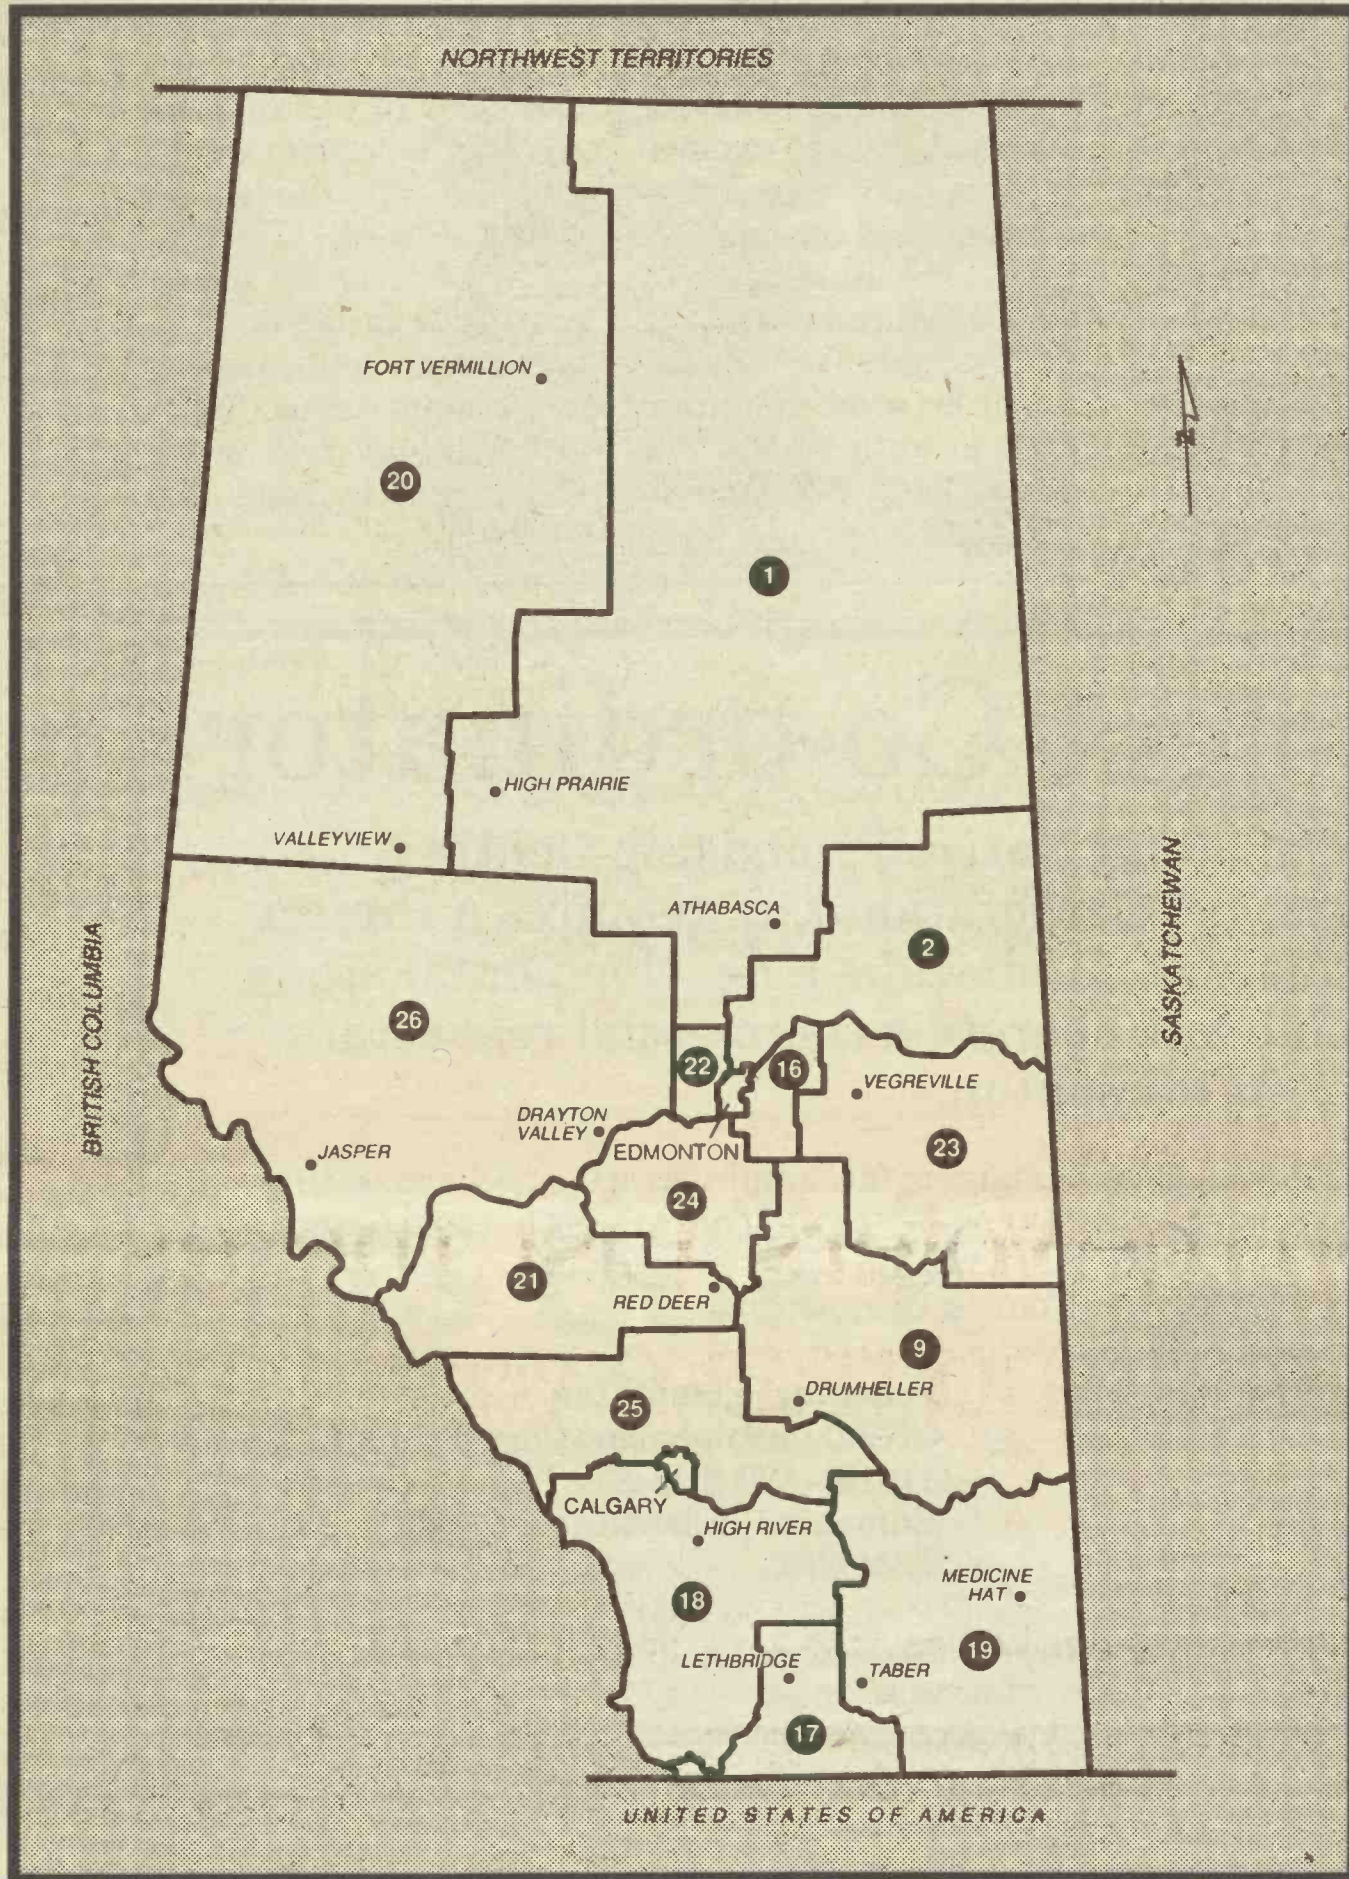 NORTHWEST TERRITORIES
FORT VERMILLION
20
1
HIGH PRAIRIE
VALLEYVIEW
ATHABASCA
2
BRITISH COLUMBIA
SASKATCHEWAN
26
22
16
VEGREVILLE
DRAYTON
VALLEY
EDMONTON
JASPER
23
24
21
RED DEER
9
DRUMHELLER
25
CALGARY
HIGH RIVER
MEDICINE
HAT
18
19
LETHBRIDGE
TABER
17
UNITED STATES OF AMERICA
N